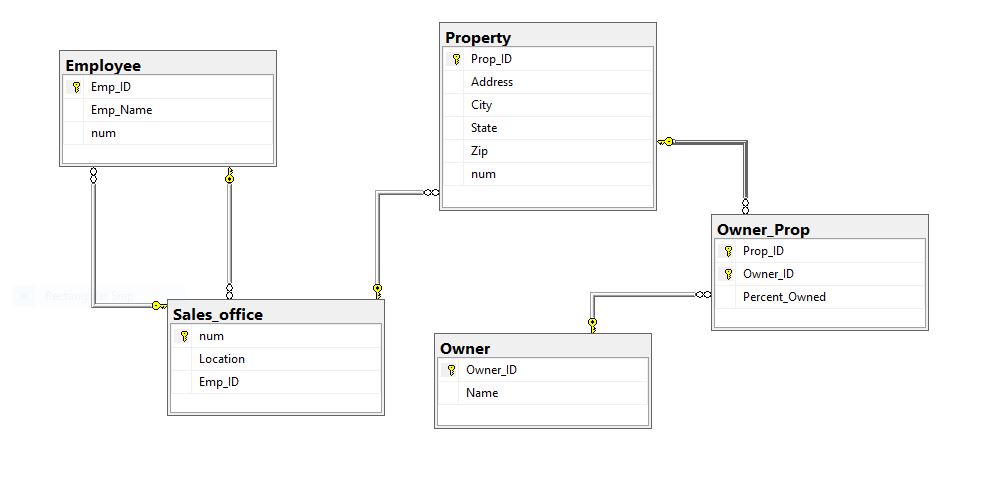 Employee
Emp_ID
Emp_Name
num
Property
Prop_ID
Address
City
State
Zip
num
Owner_Prop
Prop_ID
Owner_ID
Percent_Owned
Sales_office
num
Location
Emp_ID
Owner
Owner_ID
Name